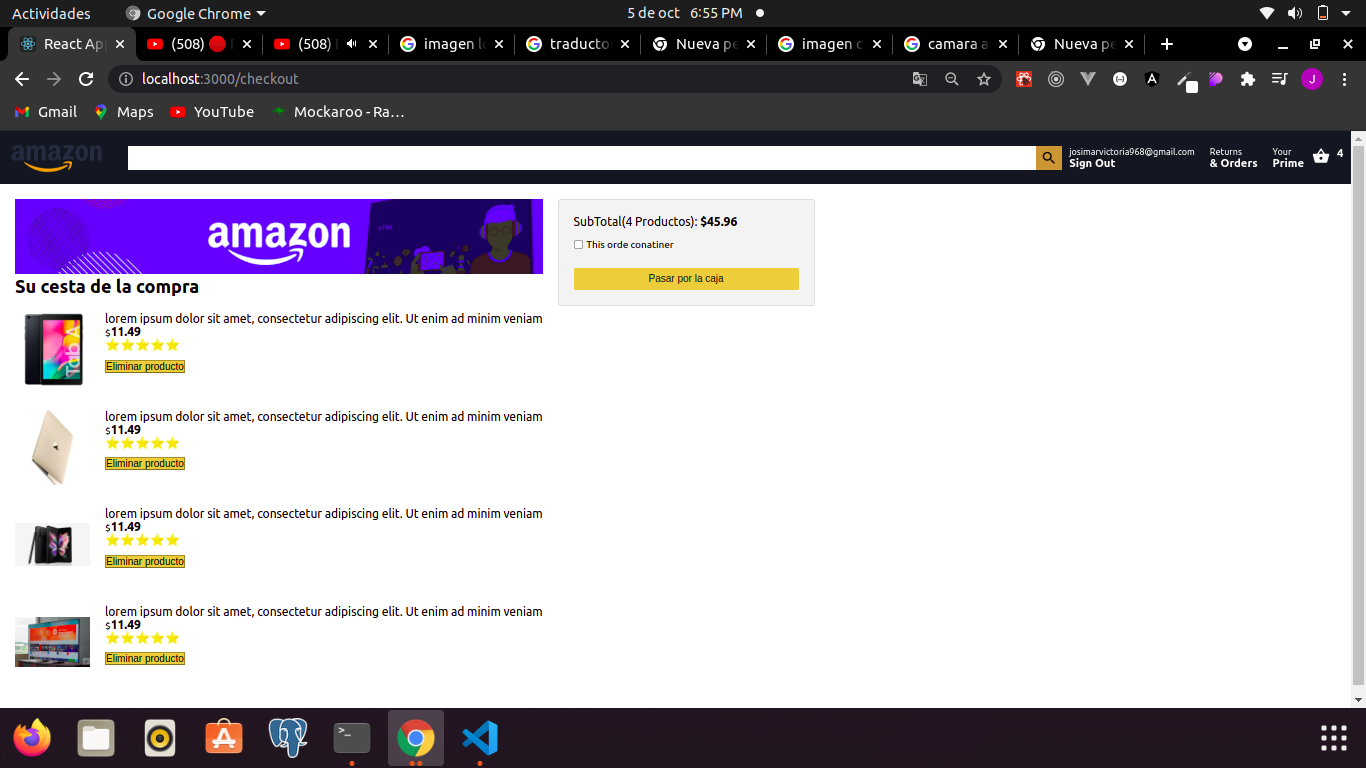 Actividades
Google Chrome
5 de oct 6:55 PM
React Ap
(508)
(508)
imagen l
traducto
Nueva pe
imagen c
camara a
Nueva pe
localhost:3000/checkout
Gmail
Maps
YouTube
Mockaroo - Ra...
amazon
josimarvictoria968@gmail.com
Sign Out
Returns
& Orders
Your
Prime
4
amazon
SubTotal(4 Productos): $45.96
This orde conatiner
Pasar por la caja
Su cesta de la compra
lorem ipsum dolor sit amet, consectetur adipiscing elit. Ut enim ad minim veniam
$11.49
Eliminar producto
lorem ipsum dolor sit amet, consectetur adipiscing elit. Ut enim ad minim veniam
$11.49
Eliminar producto
lorem ipsum dolor sit amet, consectetur adipiscing elit. Ut enim ad minim veniam
$11.49
Eliminar producto
lorem ipsum dolor sit amet, consectetur adipiscing elit. Ut enim ad minim veniam
$11.49
Eliminar producto